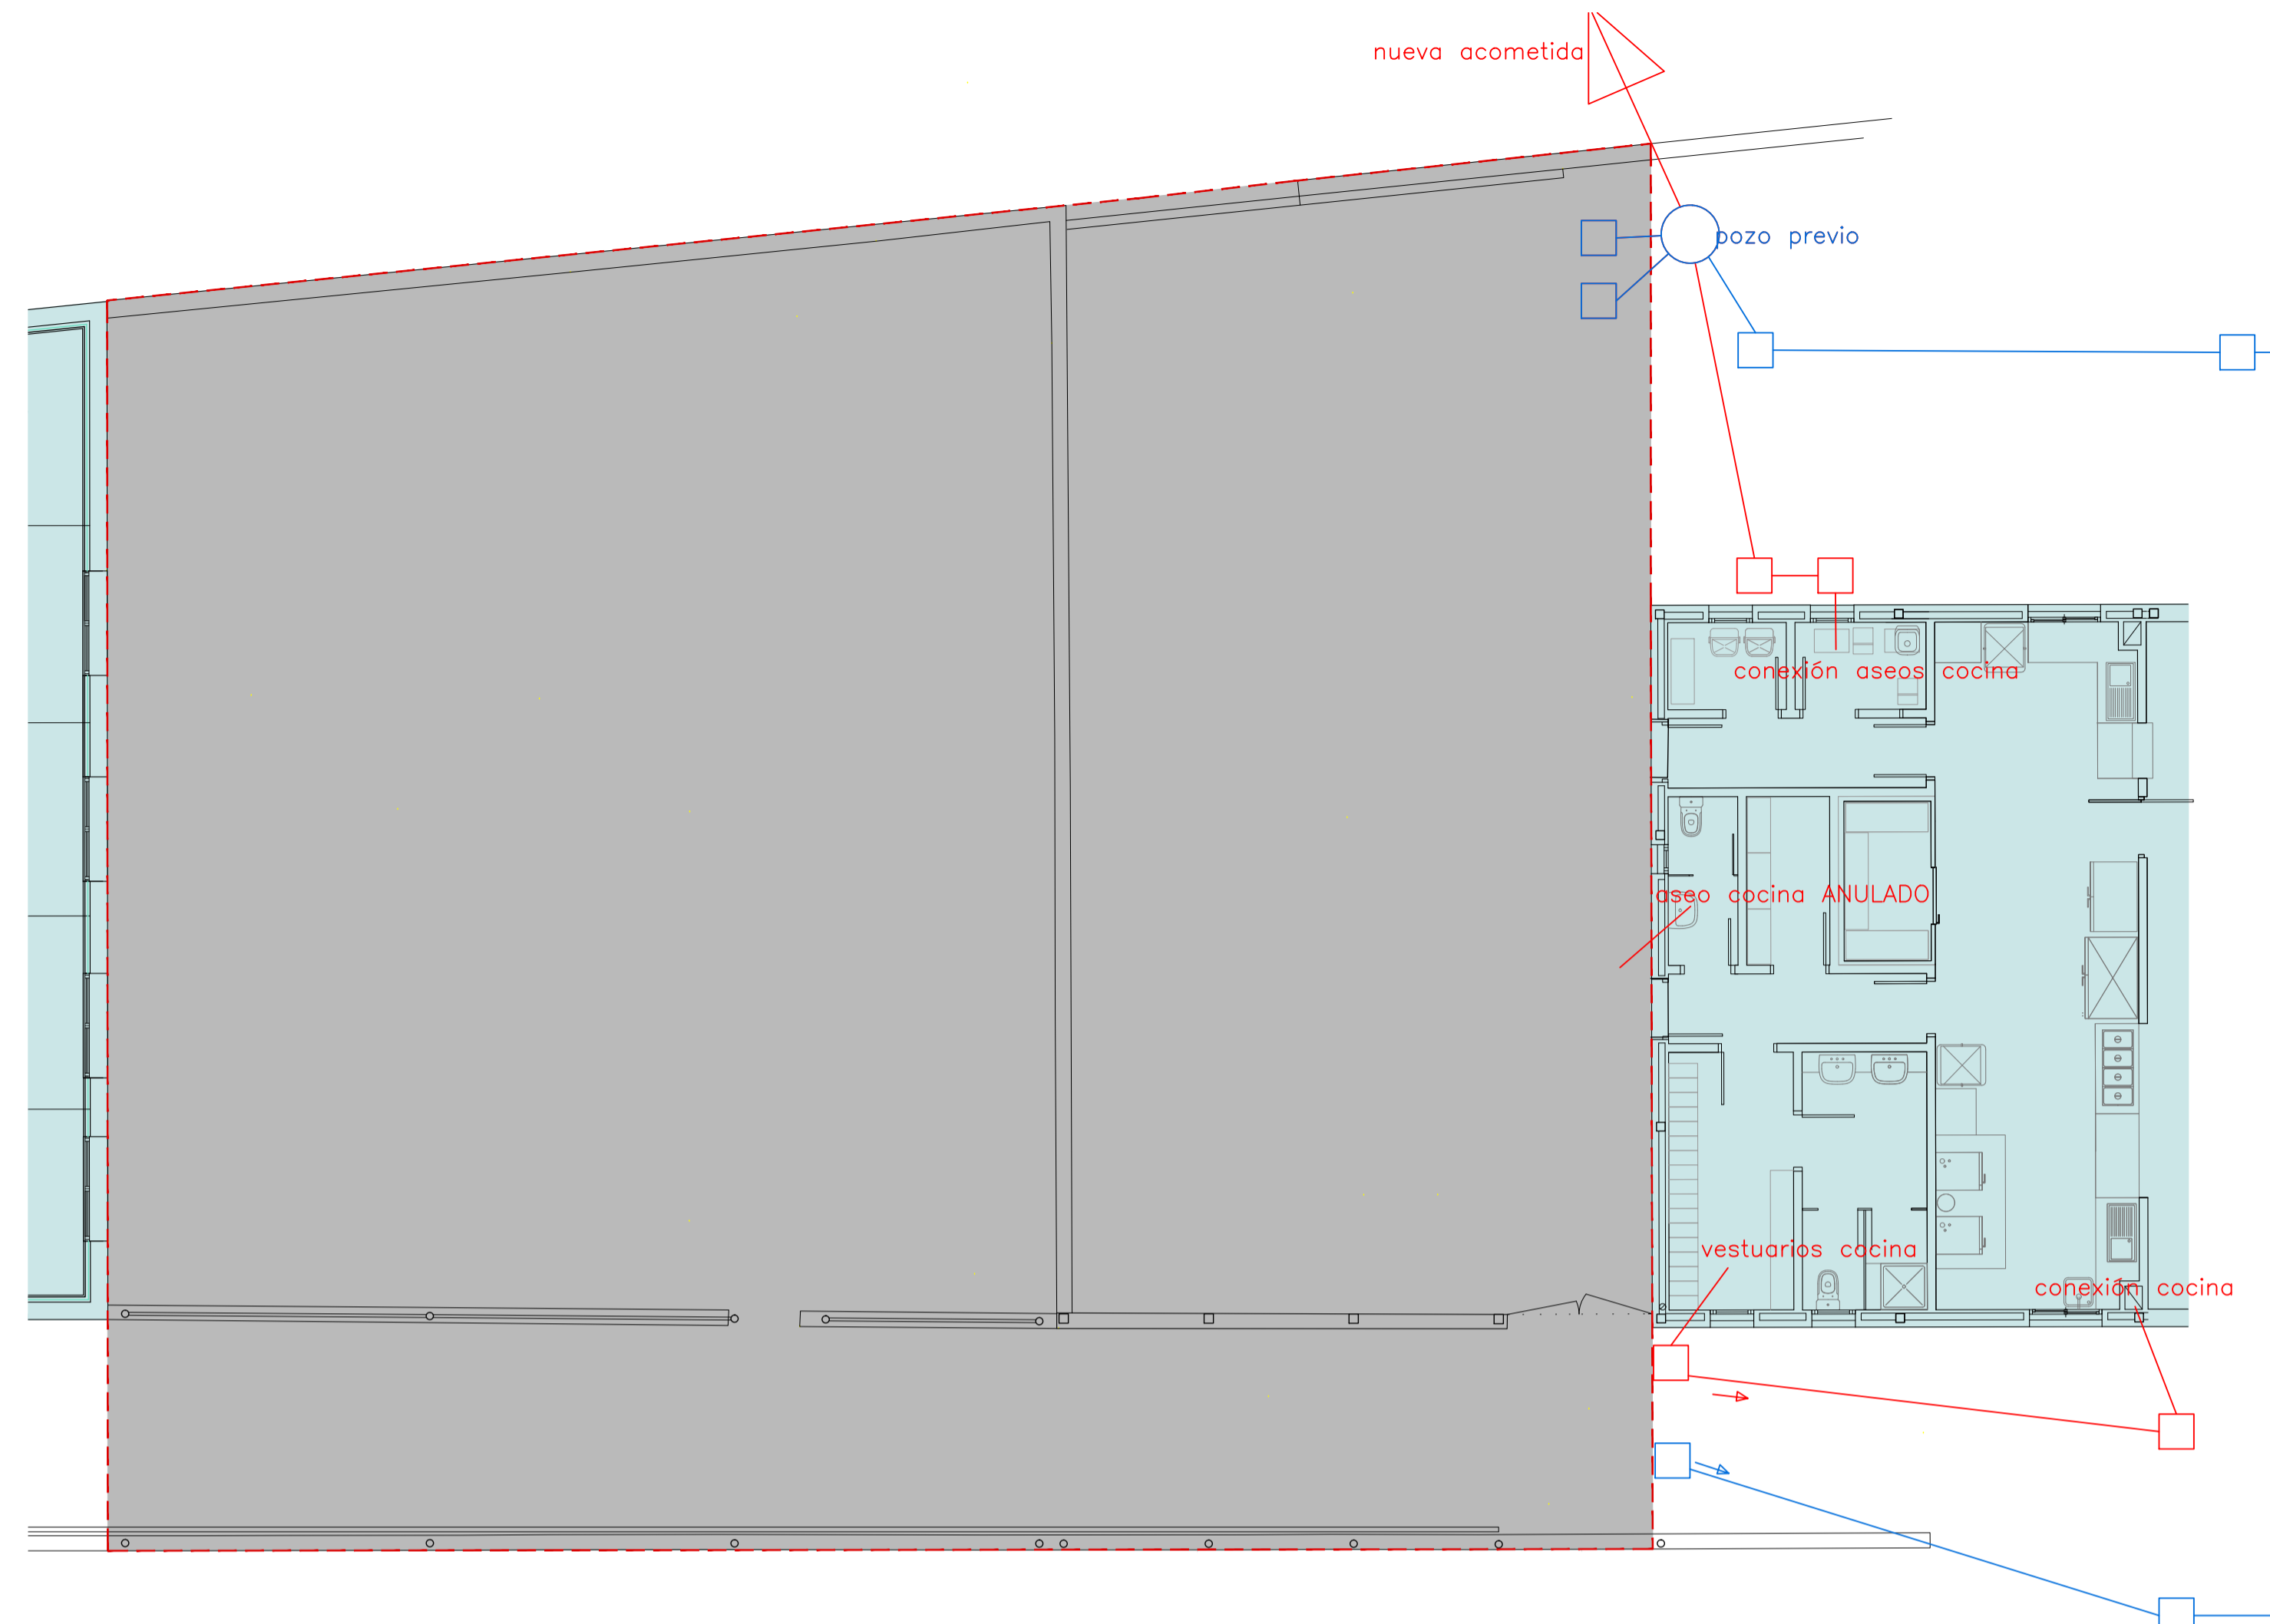 nueva acometida
pozo previo
conexión aseos cocina
aseo cocina ANULADO
vestuarios cocina
conexión cocina